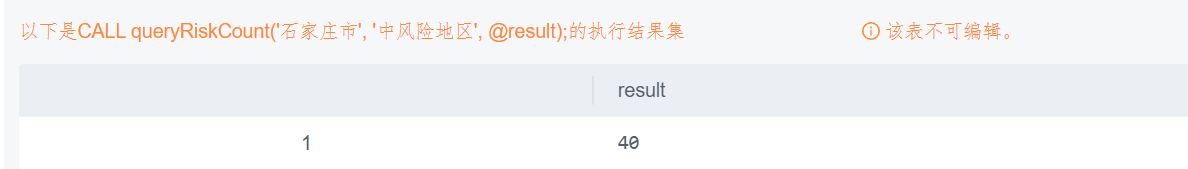 以下是CALL queryRiskCount('石家庄市', '中风险地区', @result);的执行结果集 该表不可编辑。
result
1 40